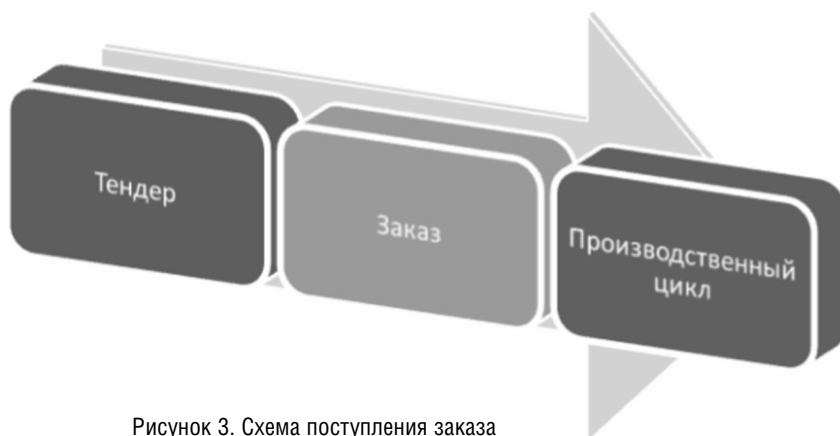 Тендер
Заказ
Производственный
цикл
Рисунок 3. Схема поступления заказа